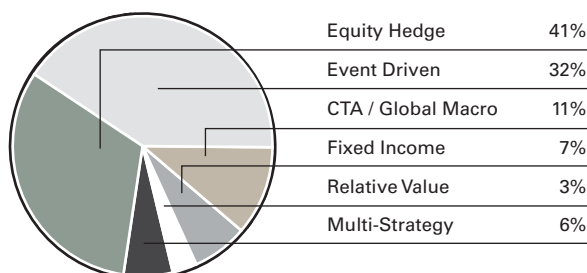 Equity Hedge 41%
Event Driven 32%
CTA / Global Macro 11%
Fixed Income 7%
Relative Value 3%
Multi-Strategy 6%